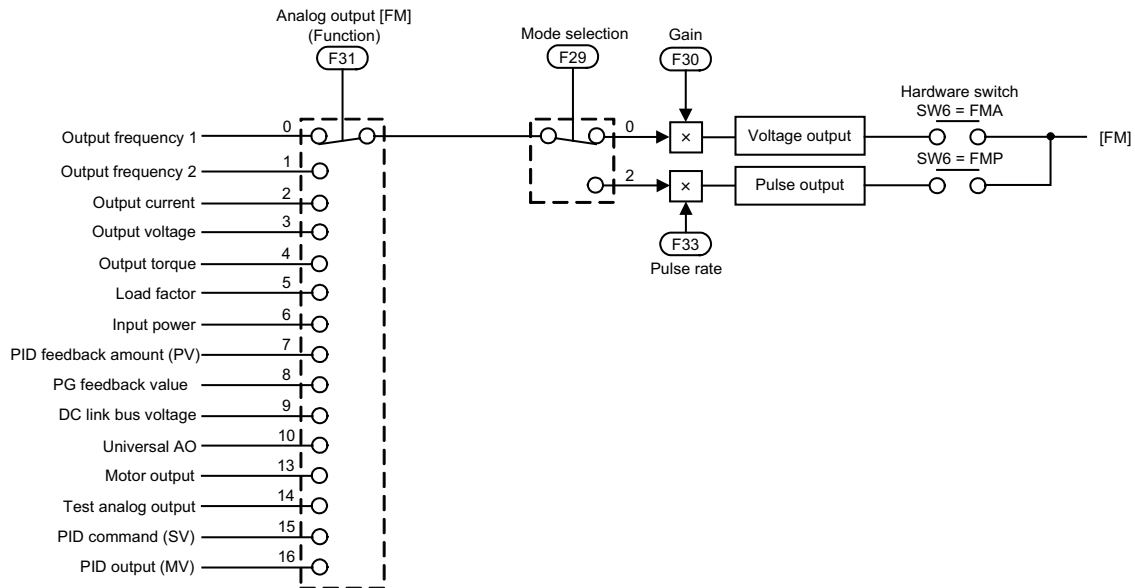 Analog output [FM]
(Function)
F31
Mode selection
F29
Gain
F30
Hardware switch
SW6 = FMA
Output frequency 1
0
0
×
Voltage output
[FM]
SW6 = FMP
Output frequency 2
1
2
×
Pulse output
Output current
2
Output voltage
3
F33
Pulse rate
Output torque
4
Load factor
5
Input power
6
PID feedback amount (PV)
7
PG feedback value
8
DC link bus voltage
9
Universal AO
10
Motor output
13
Test analog output
14
PID command (SV)
15
PID output (MV)
16